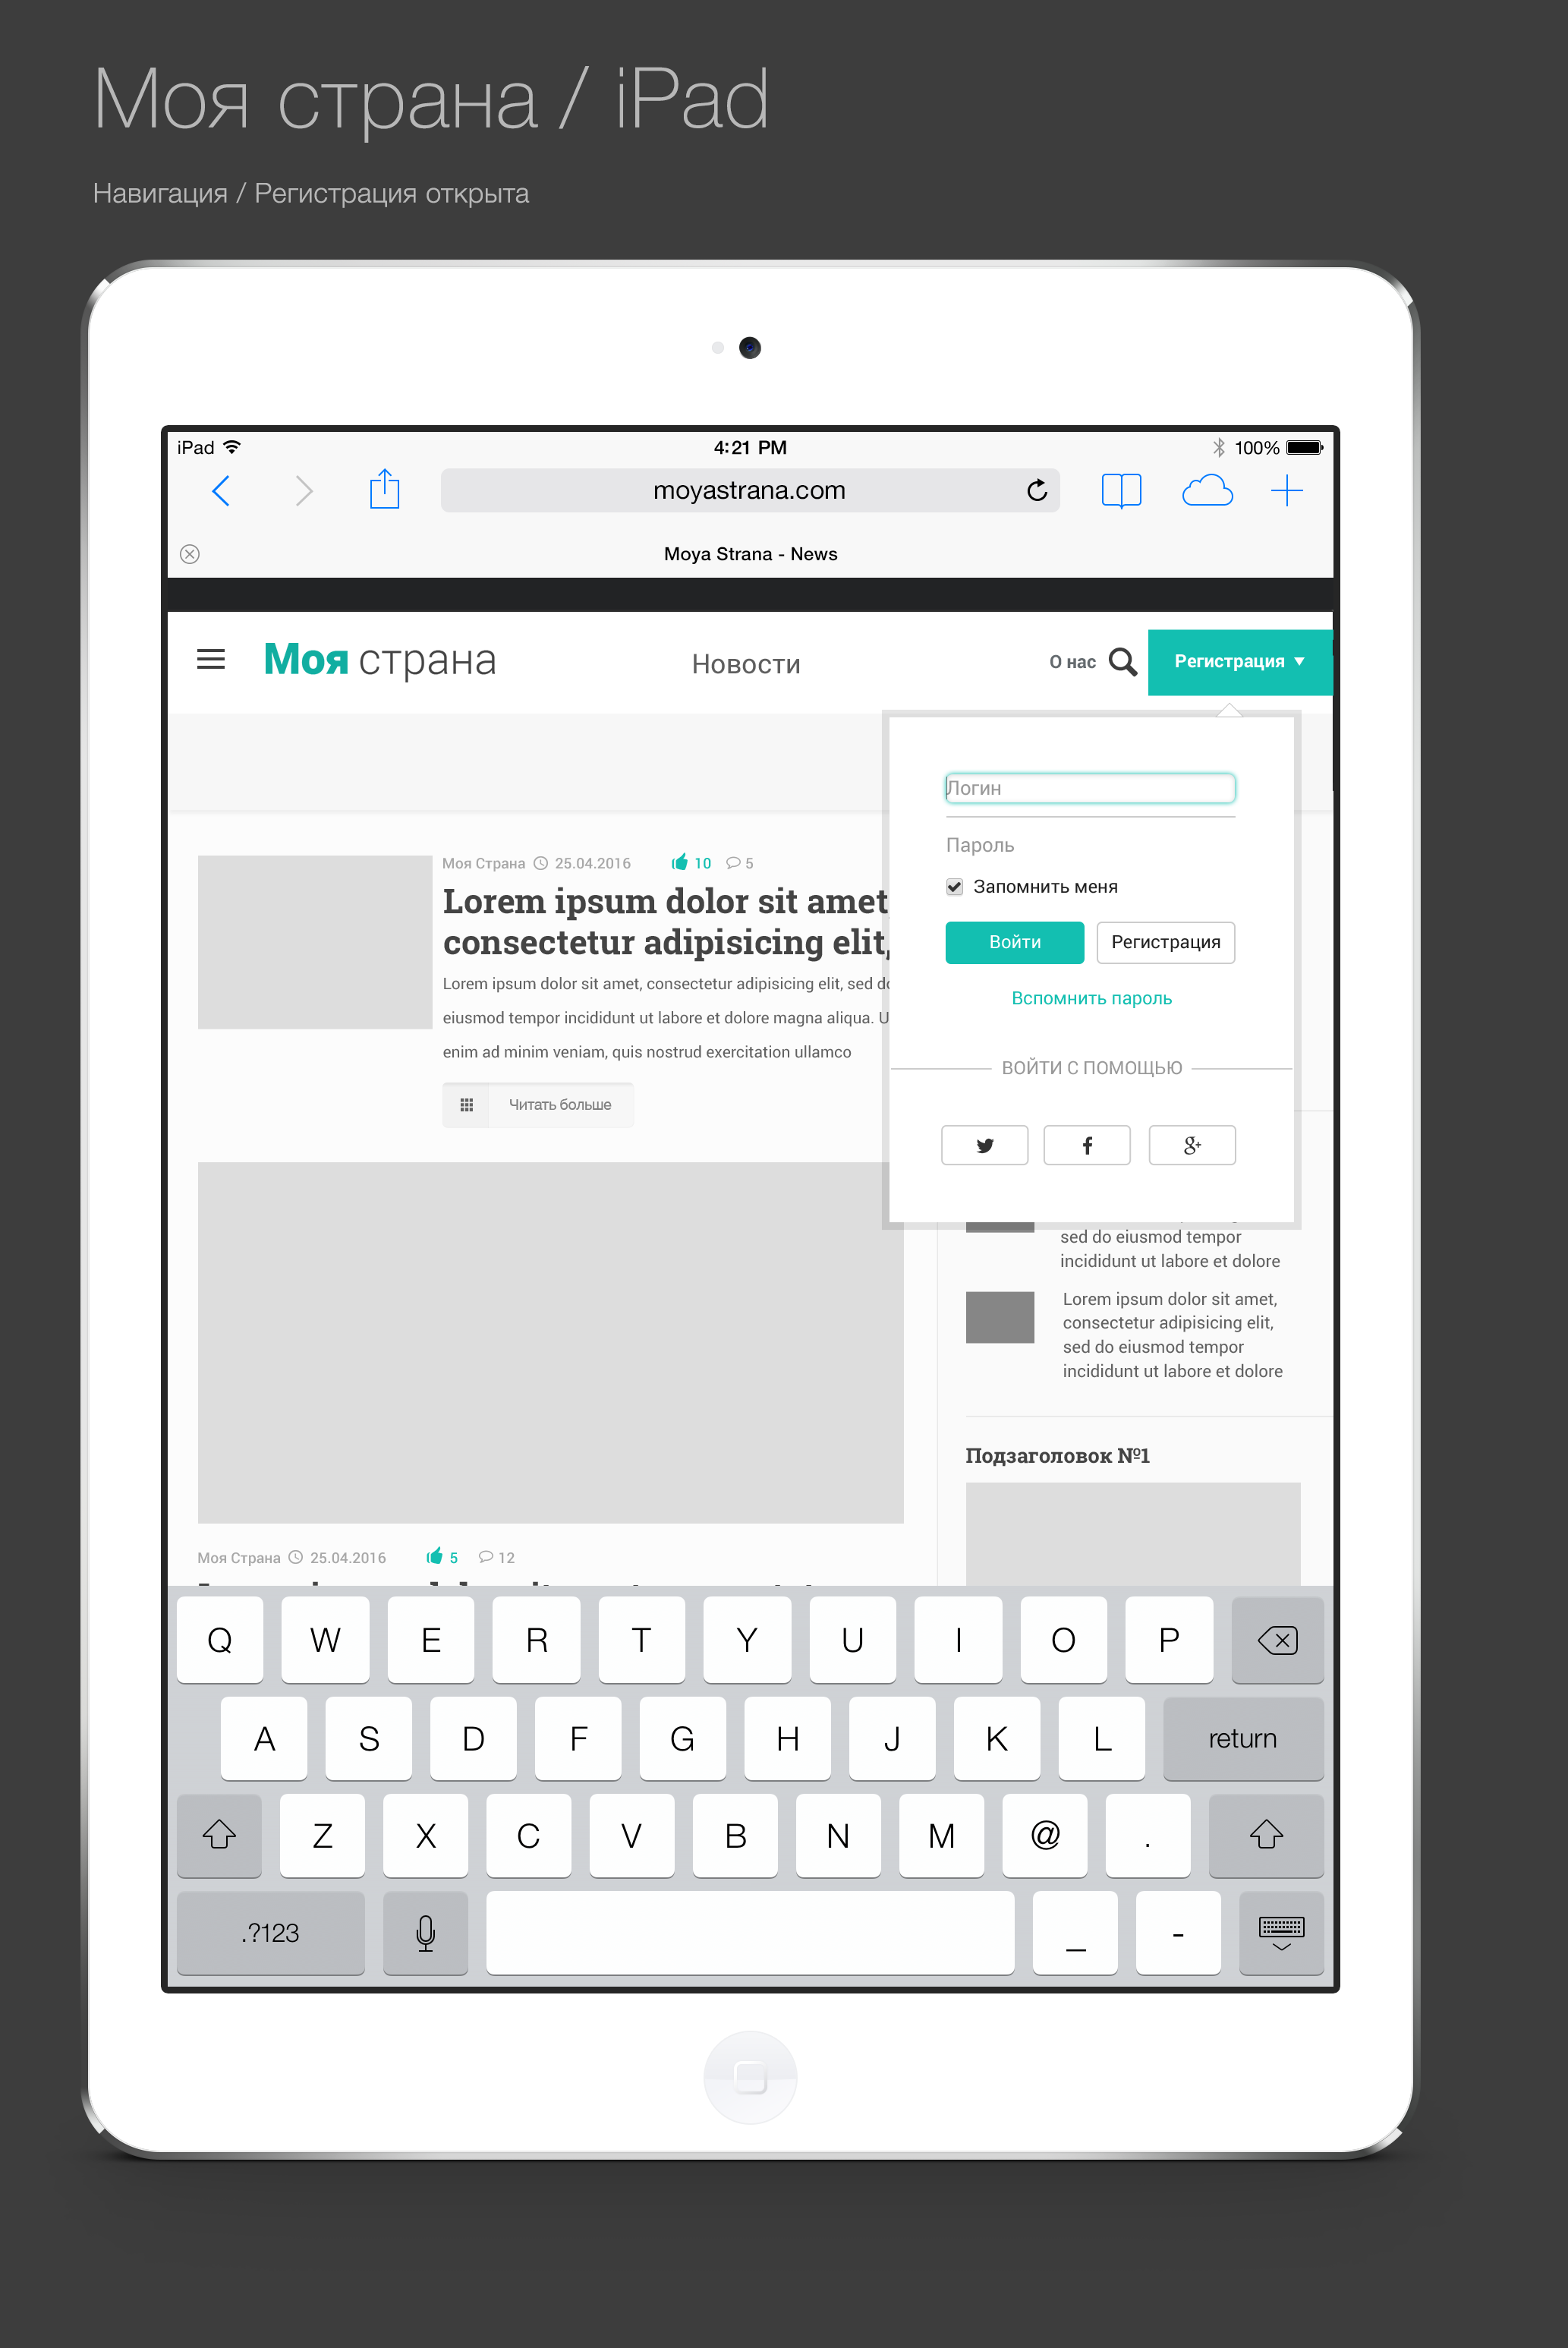 Моя страна / iPad
Навигация / Регистрация открыта
iPad
4:21 PM
100%
moyastrana.com
Moya Strana - News
Моя страна
Новости
О нас
Регистрация
Логин
Пароль
Запомнить меня
Войти
Регистрация
Вспомнить пароль
ВОЙТИ С ПОМОЩЬЮ
g+
Моя Страна 25.04.2016 10 5
Lorem ipsum dolor sit amet,
consectetur adipisicing elit,
Lorem ipsum dolor sit amet, consectetur adipisicing elit, sed
eiusmod tempor incididunt ut labore et dolore magna aliqua.
enim ad minim veniam, quis nostrud exercitation ullamco
Читать больше
sed do eiusmod tempor
incididunt ut labore et dolore
Lorem ipsum dolor sit amet,
consectetur adipisicing elit,
sed do eiusmod tempor
incididunt ut labore et dolore
Подзаголовок №1
Моя Страна 25.04.2016 5 12
Q W E R T Y U I O P
A S D F G H J K L return
Z X C V B N M @ .
.?123 _ -